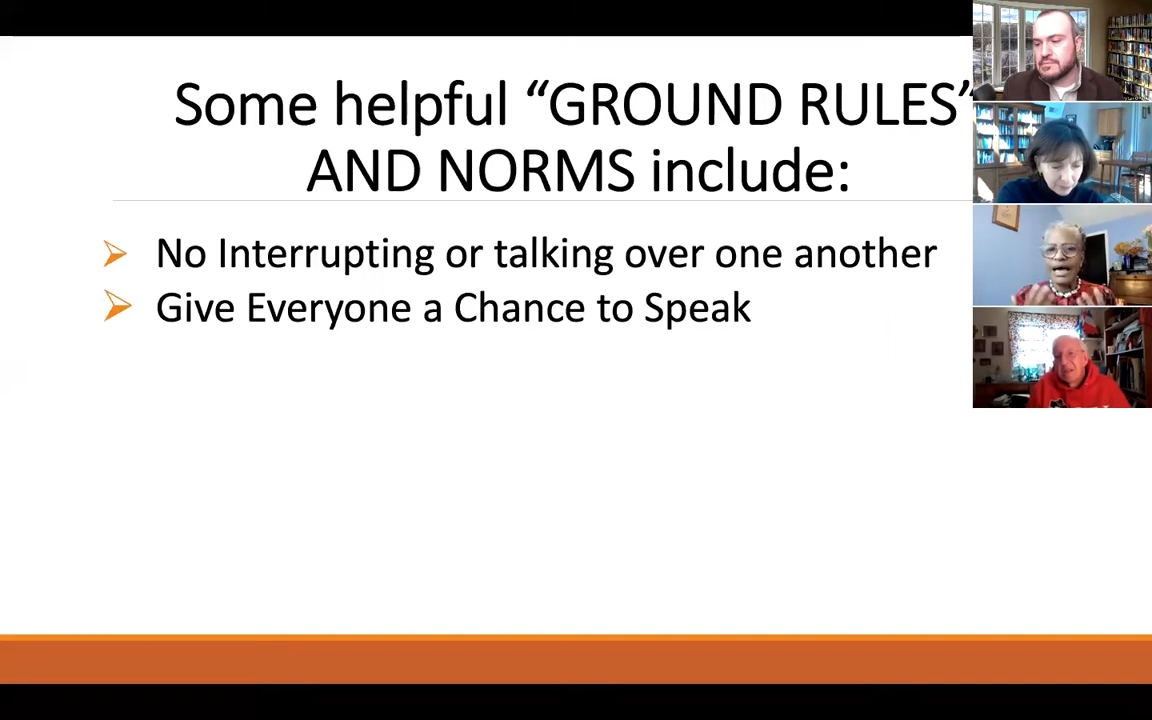 Some helpful “GROUND RULES”
AND NORMS include:
No Interrupting or talking over one another
Give Everyone a Chance to Speak